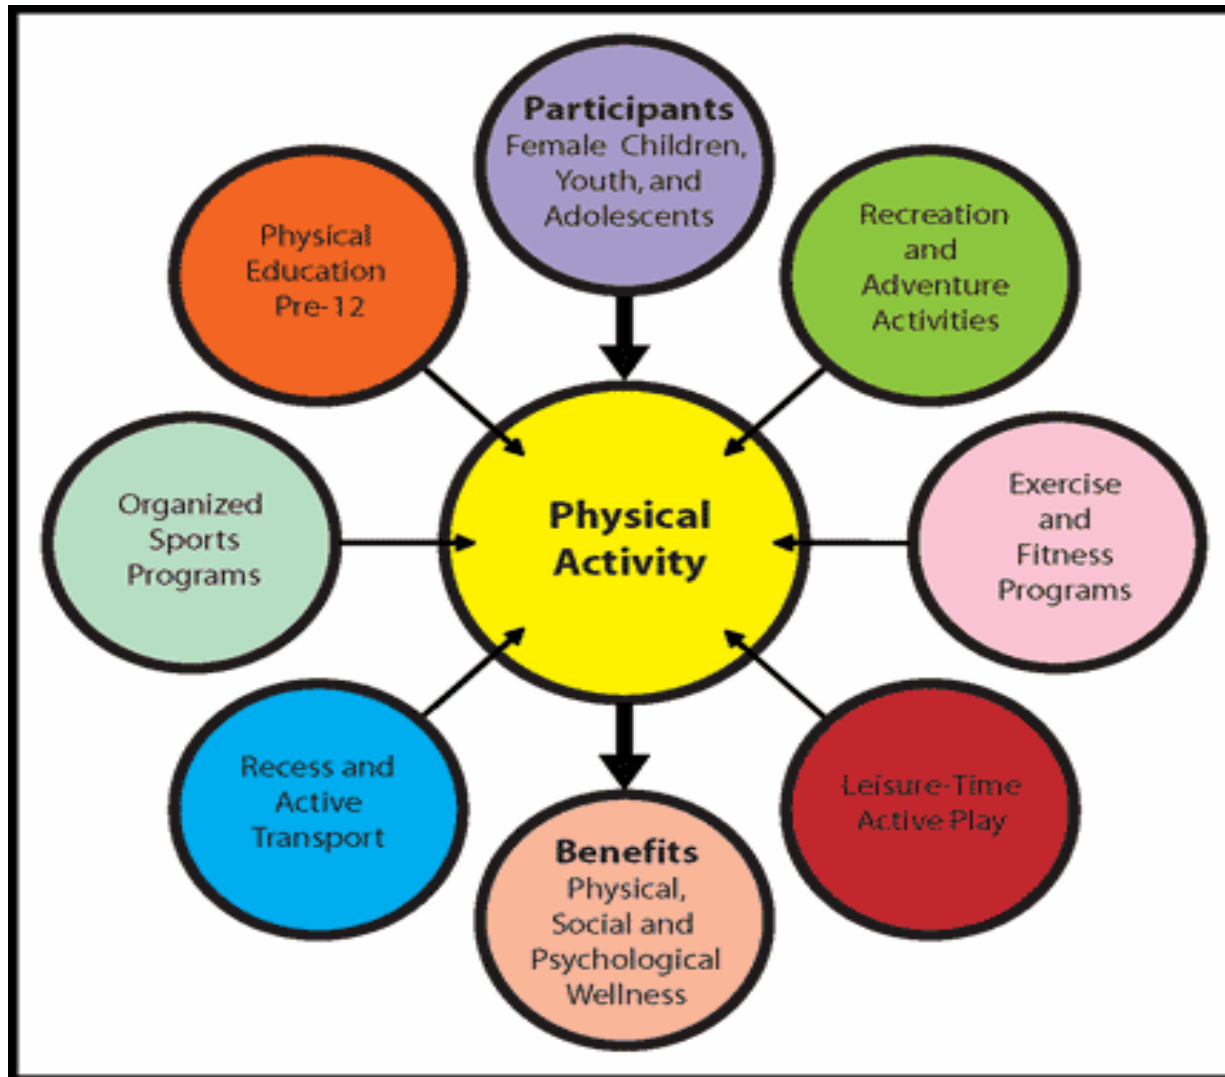 Participants
Female Children,
Youth, and
Adolescents
Physical
Education
Pre-12
Recreation
and
Adventure
Activities
Organized
Sports
Programs
Physical
Activity
Exercise
and
Fitness
Programs
Recess and
Active
Transport
Leisure-Time
Active Play
Benefits
Physical,
Social and
Psychological
Wellness